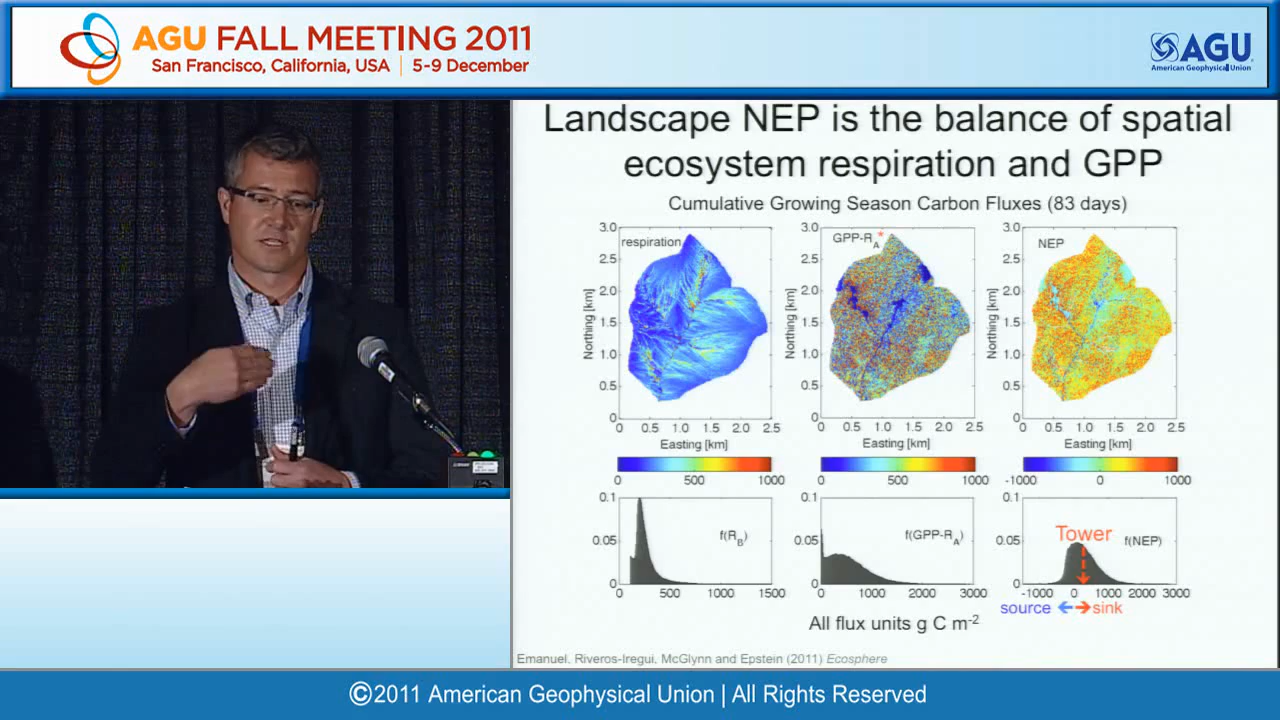 AGU FALL MEETING 2011
San Francisco, California, USA | 5-9 December
AGU
American Geophysical Union
Landscape NEP is the balance of spatial
ecosystem respiration and GPP
Cumulative Growing Season Carbon Fluxes (83 days)
respiration
3.0
2.5
2.0
1.5
1.0
0.5
0
Northing [km]
0 0.5 1.0 1.5 2.0 2.5
Easting [km]
GPP-RA*
3.0
2.5
2.0
1.5
1.0
0.5
0
Northing [km]
0 0.5 1.0 1.5 2.0 2.5
Easting [km]
NEP
3.0
2.5
2.0
1.5
1.0
0.5
0
Northing [km]
0 0.5 1.0 1.5 2.0 2.5
Easting [km]
0 500 1000
0 500 1000
-1000 0 1000
0.1
0.05
0
f(RB)
0 500 1000 1500
0.1
0.05
0
f(GPP-RA)
0 1000 2000 3000
0.1
0.05
0
Tower
f(NEP)
-1000 0 1000 2000 3000
source sink
All flux units g C m-2
Emanuel, Riveros-Iregui, McGlynn and Epstein (2011) Ecosphere
©2011 American Geophysical Union | All Rights Reserved